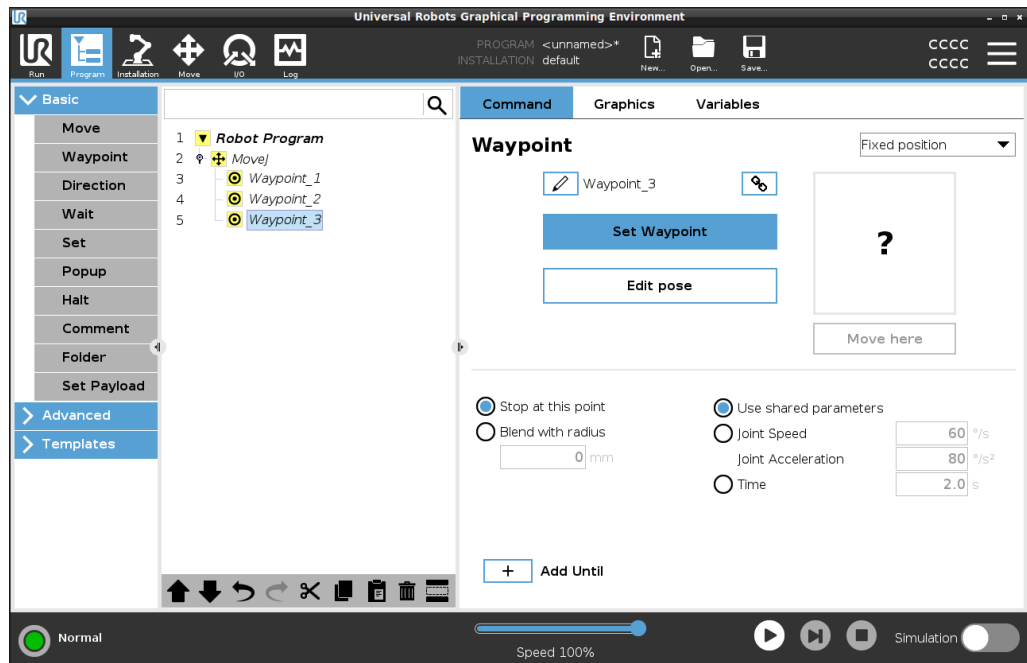 Universal Robots Graphical Programming Environment
UR
Run
Program
Installation
Move
I/O
Log
PROGRAM <unnamed>*
INSTALLATION default
New...
Open...
Save...
CCCC
CCCC
Basic
Move
Waypoint
Direction
Wait
Set
Popup
Halt
Comment
Folder
Set Payload
Advanced
Templates
1 Robot Program
2 MoveJ
3 Waypoint_1
4 Waypoint_2
5 Waypoint_3
Command Graphics Variables
Waypoint
Fixed position
Waypoint_3
Set Waypoint
?
Edit pose
Move here
Stop at this point
Blend with radius
0 mm
Use shared parameters
Joint Speed 60 °/s
Joint Acceleration 80 °/s²
Time 2.0 s
+ Add Until
Normal
Speed 100%
Simulation